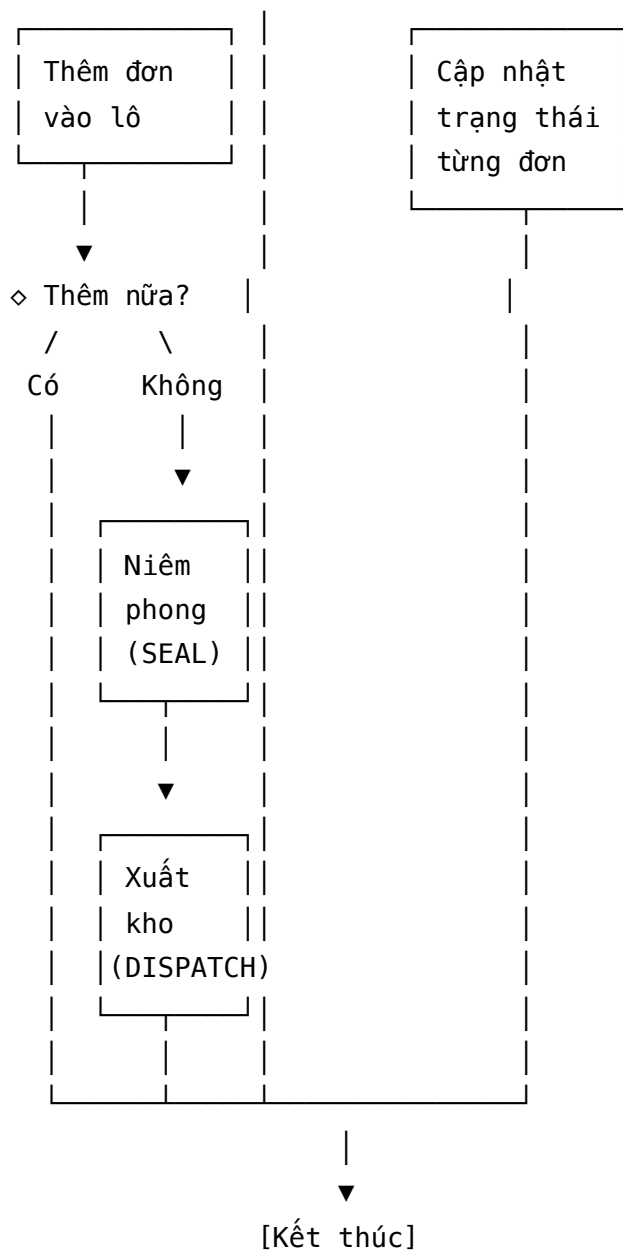 Thêm đơn
vào lô
Cập nhật
trạng thái
từng đơn
◇ Thêm nữa?
Có
Không
Niêm
phong
(SEAL)
Xuất
kho
(DISPATCH)
[Kết thúc]